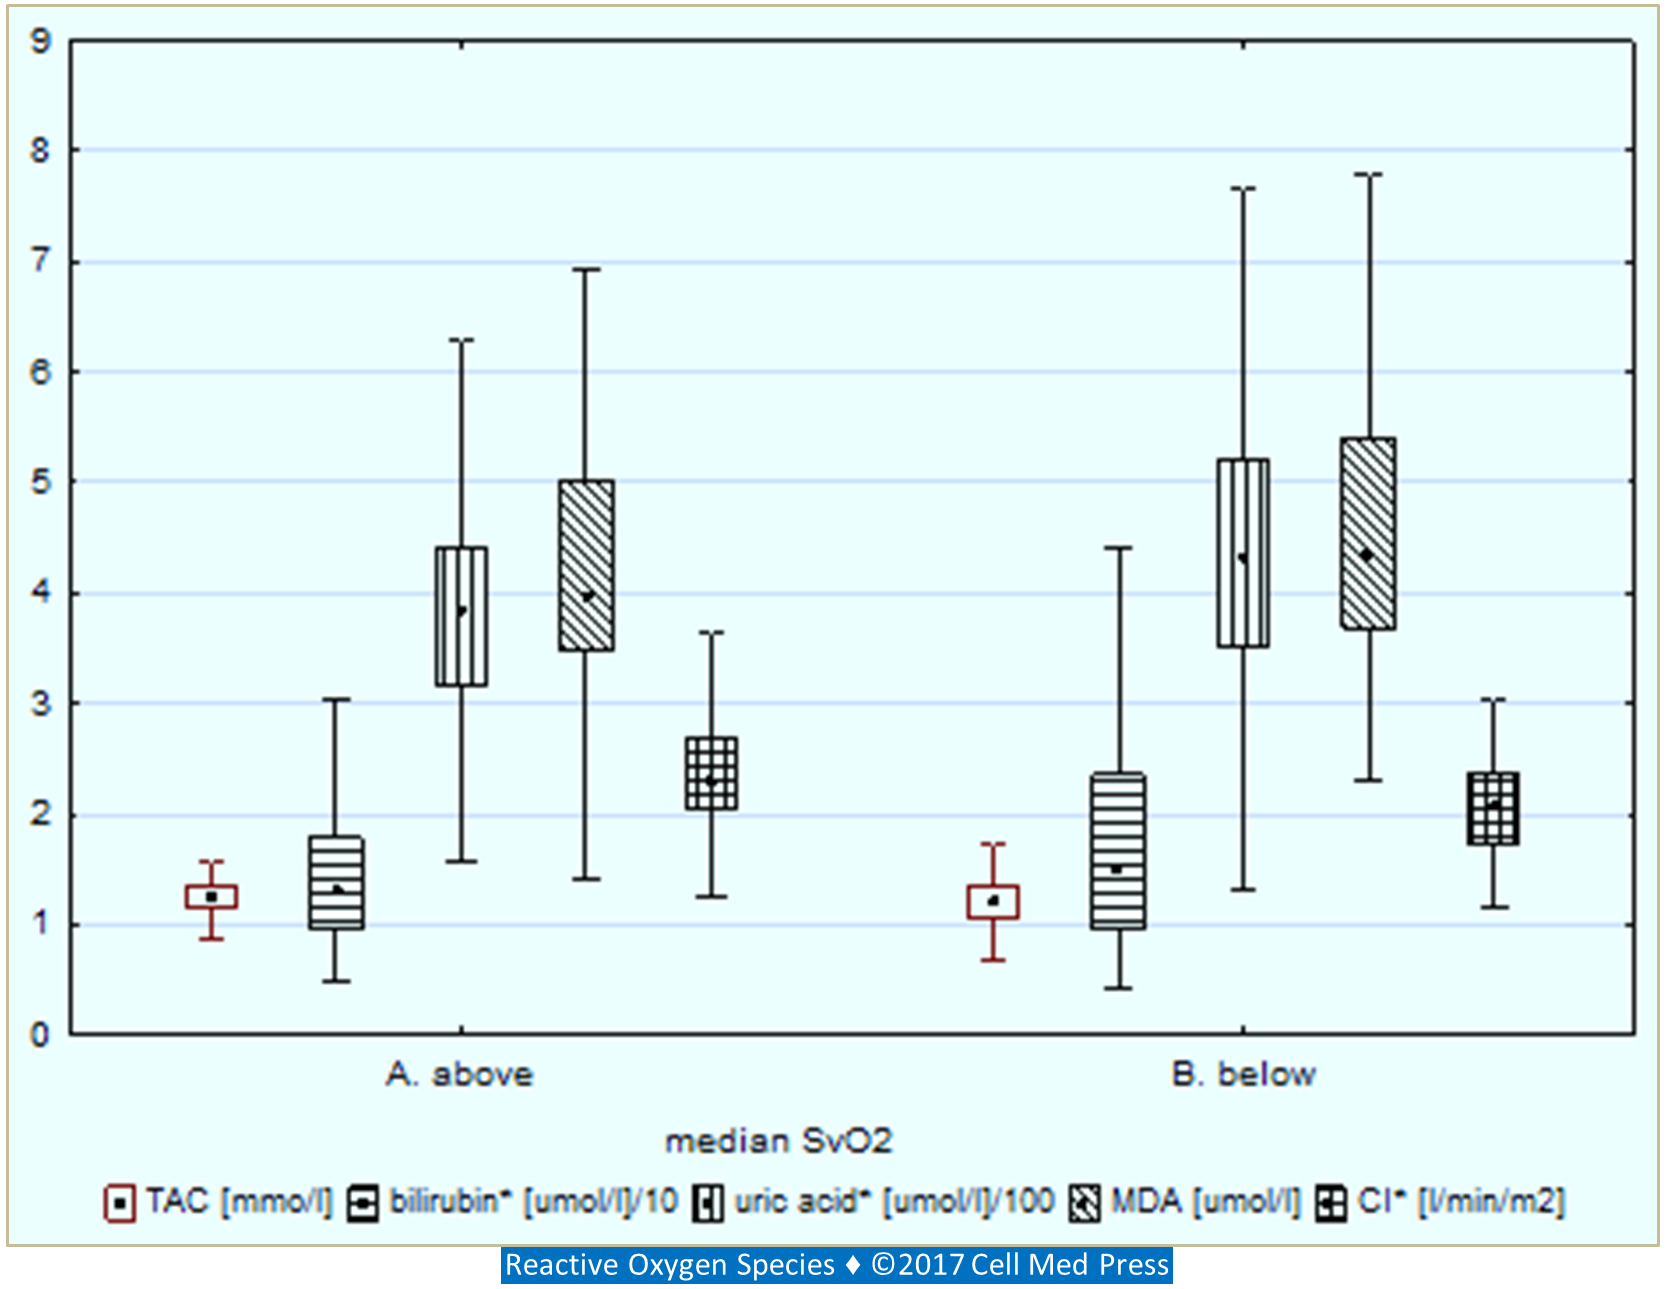 9
8
7
6
5
4
3
2
1
0
A. above B. below
median SvO2
TAC [mmo/l] bilirubin* [umol/l]/10 uric acid* [umol/l]/100 MDA [umol/l] CI* [l/min/m2]
Reactive Oxygen Species ♦ ©2017 Cell Med Press